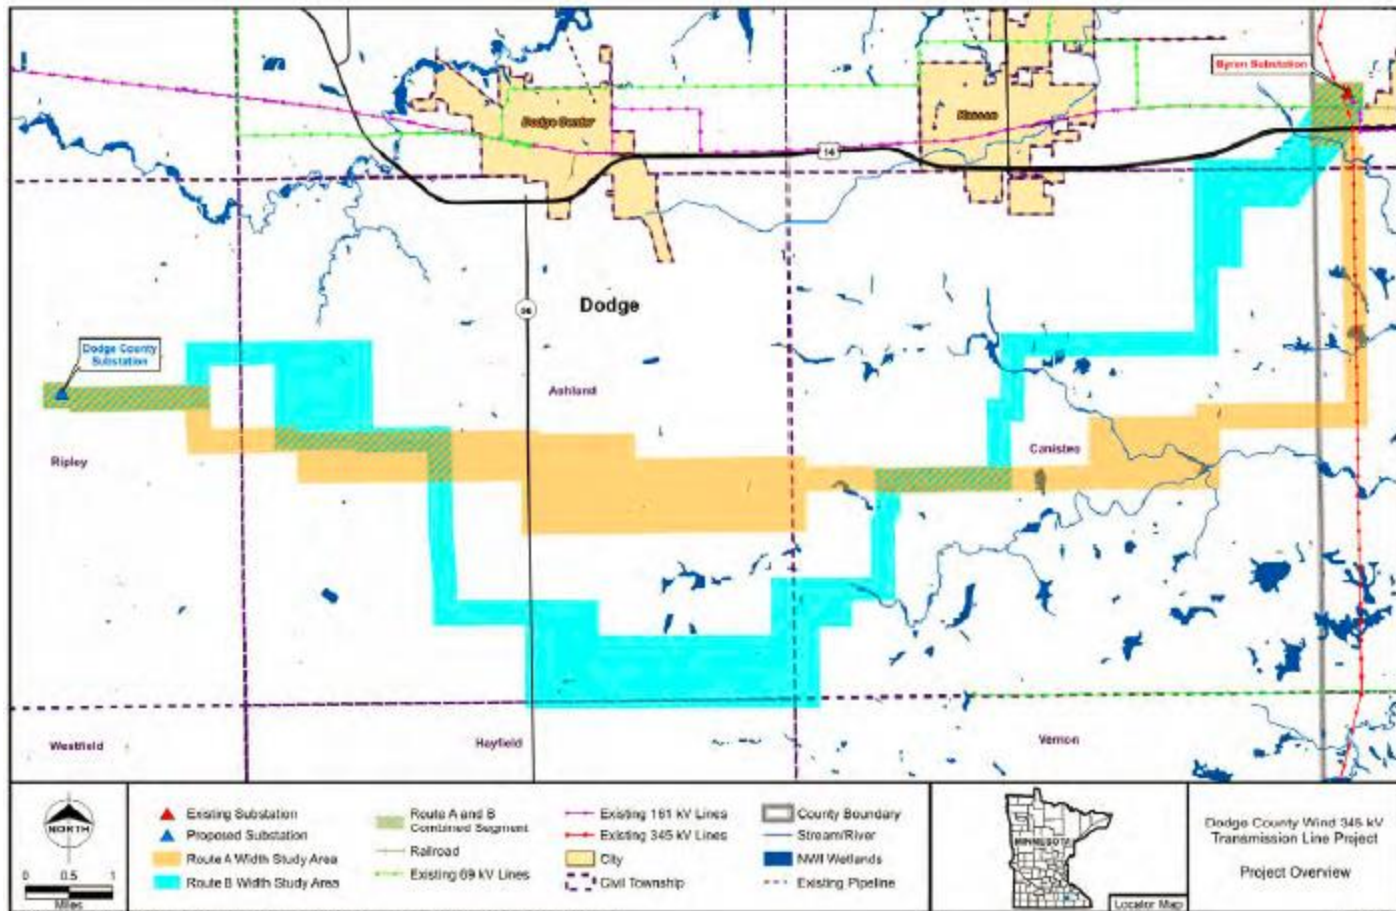 Byron Substation
Dodge Center
Kasson
14
56
Dodge
Dodge County
Substation
Ashland
Ripley
Canisteo
Westfield
Hayfield
Vernon
NORTH
0 0.5 1
Miles
Existing Substation
Proposed Substation
Route A Width Study Area
Route B Width Study Area
Route A and B
Combined Segment
Railroad
Existing 69 kV Lines
Existing 161 kV Lines
Existing 345 kV Lines
City
Civil Township
County Boundary
Stream/River
NWI Wetlands
Existing Pipeline
MINNESOTA
Locator Map
Dodge County Wind 345 kV
Transmission Line Project
Project Overview